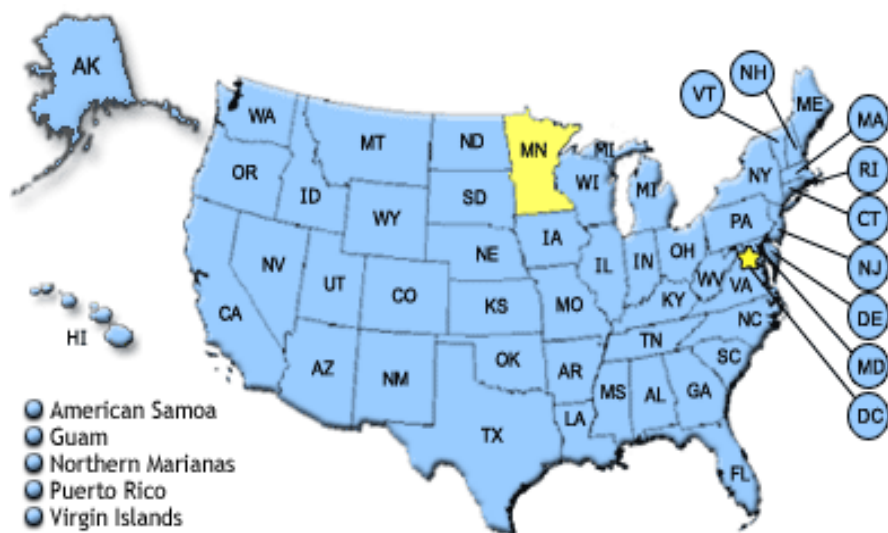 AK
NH
VT
ME
WA
MA
MT
ND
MN
MI
OR
WI
NY
RI
ID
SD
MI
WY
CT
PA
IA
NE
OH
NV
IL
IN
NJ
UT
WV
VA
CO
KS
MO
KY
CA
DE
NC
HI
TN
OK
SC
MD
AZ
NM
AR
MS
AL
GA
DC
LA
TX
FL
American Samoa
Guam
Northern Marianas
Puerto Rico
Virgin Islands